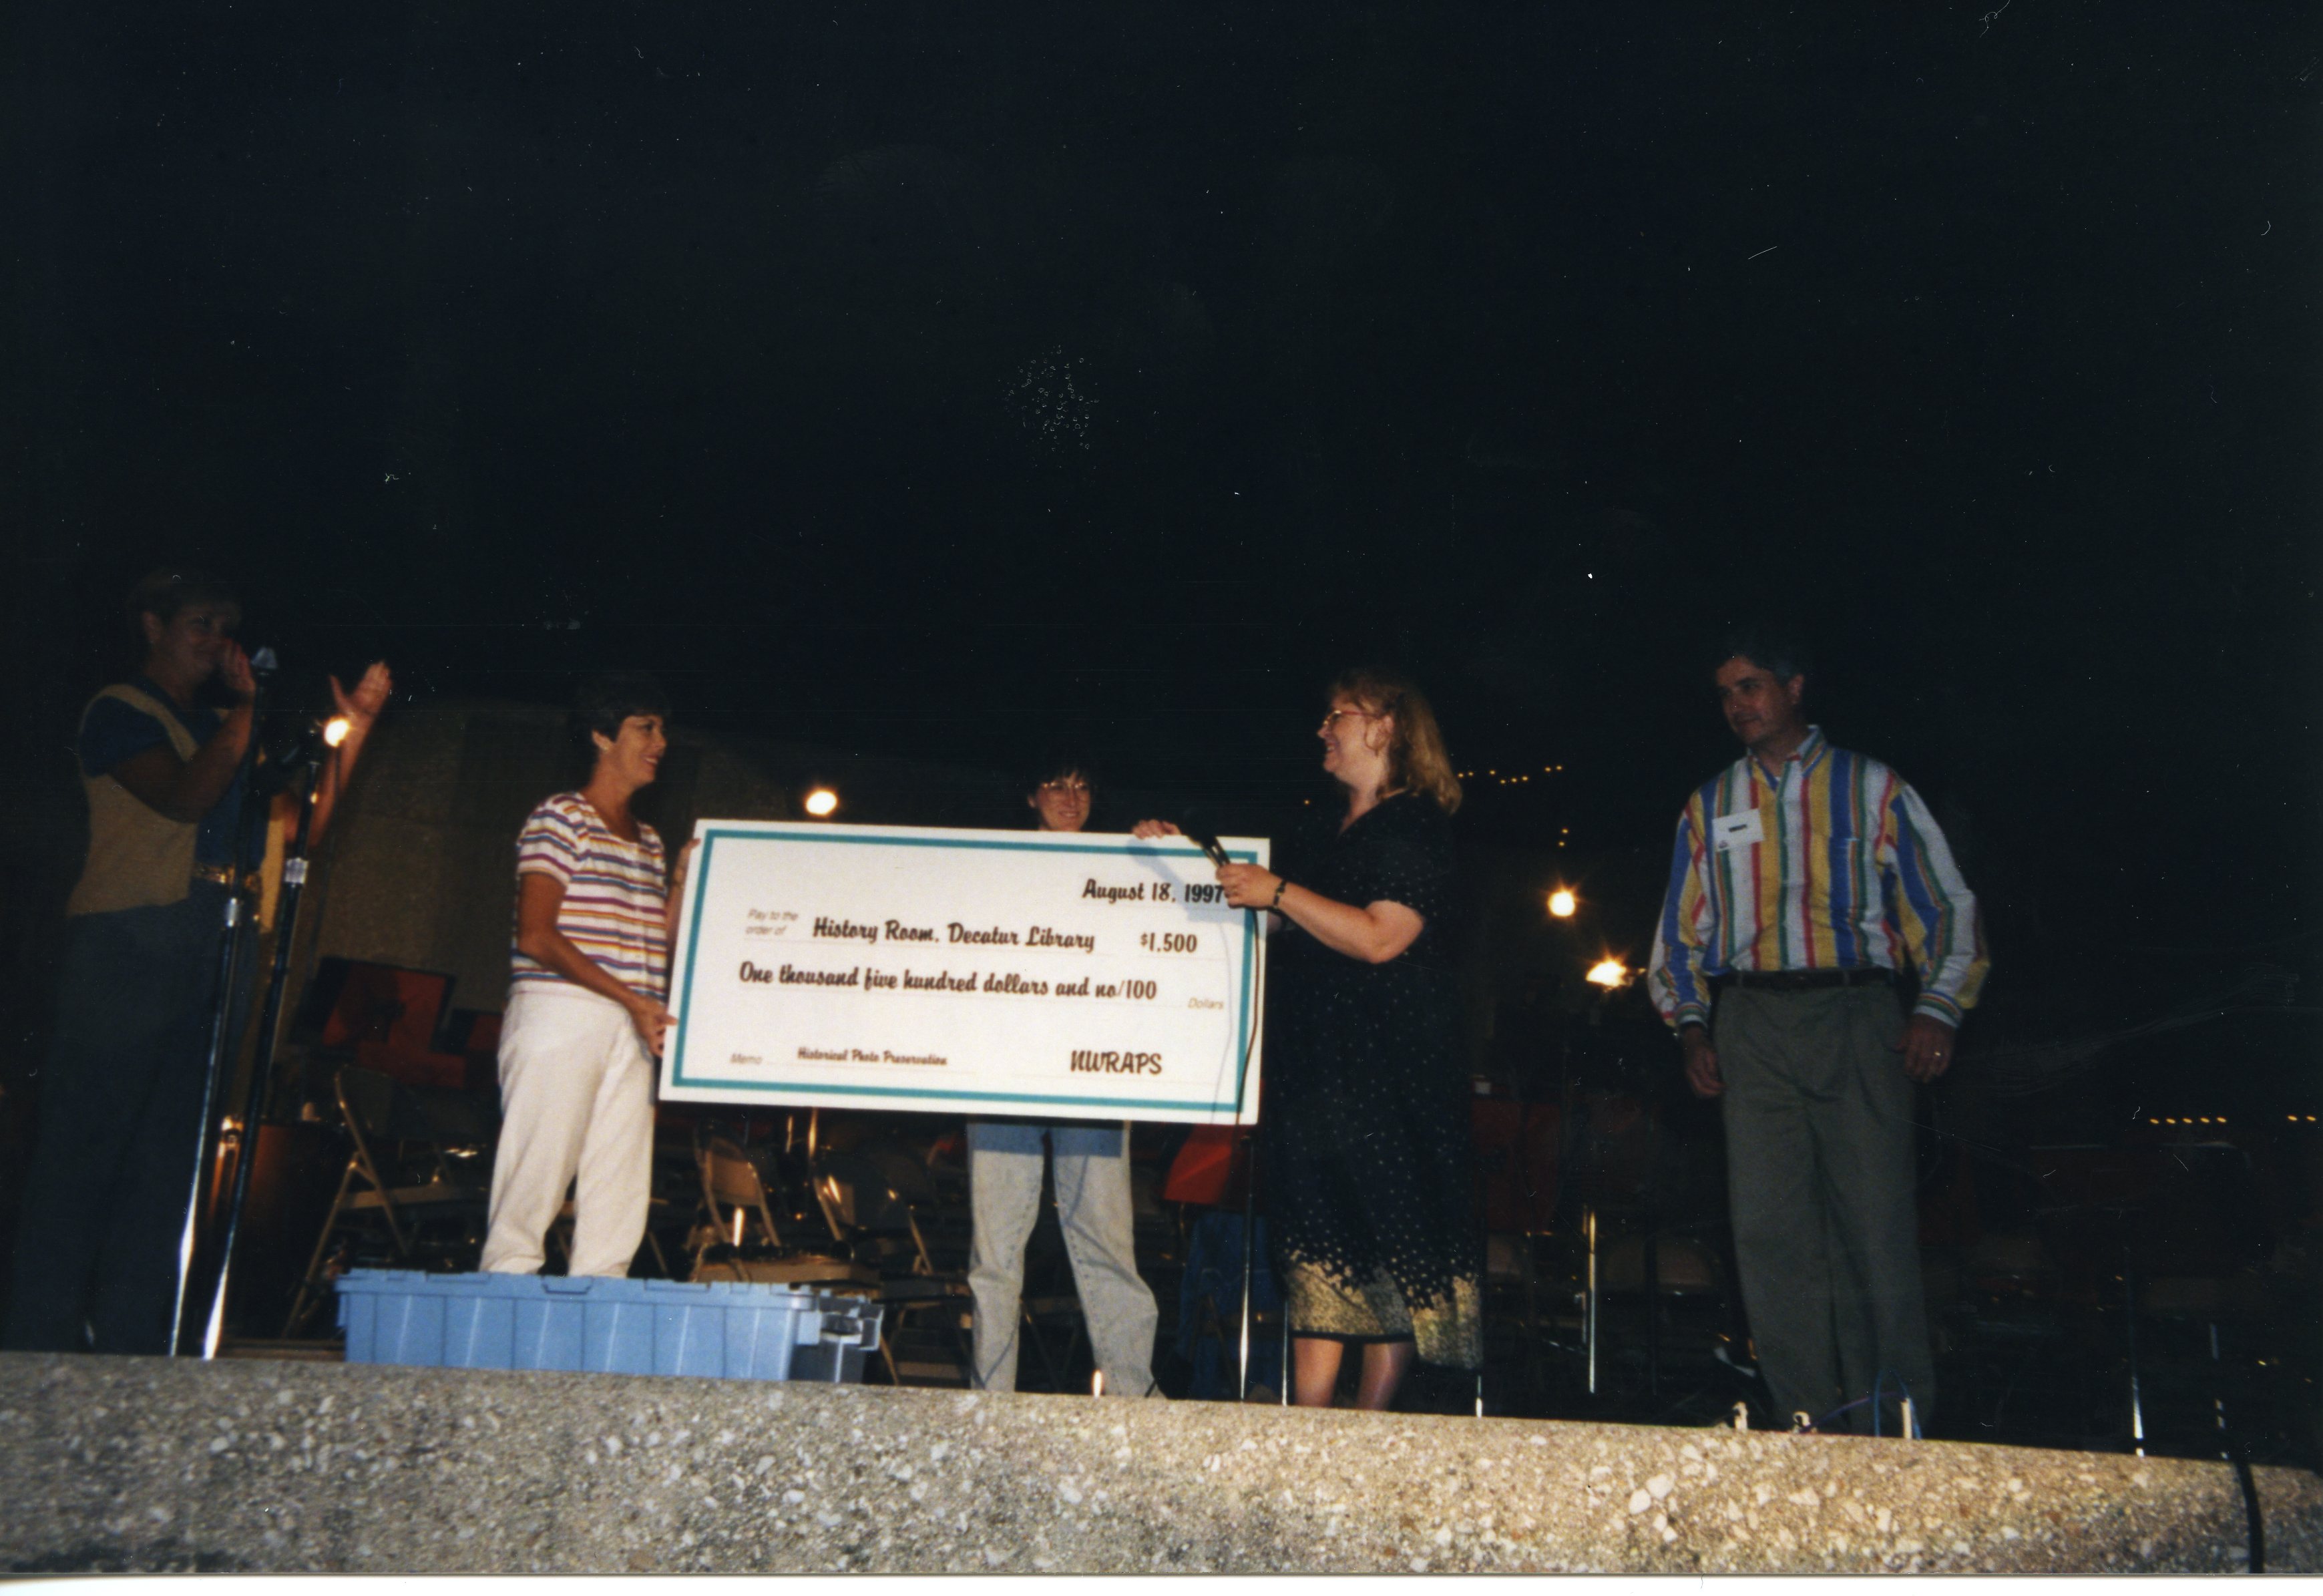 August 18, 1997
Pay to the
order of
History Room, Decatur Library $1,500
One thousand five hundred dollars and no/100
Dollars
Memo Historical Photo Preservation NWRAPS